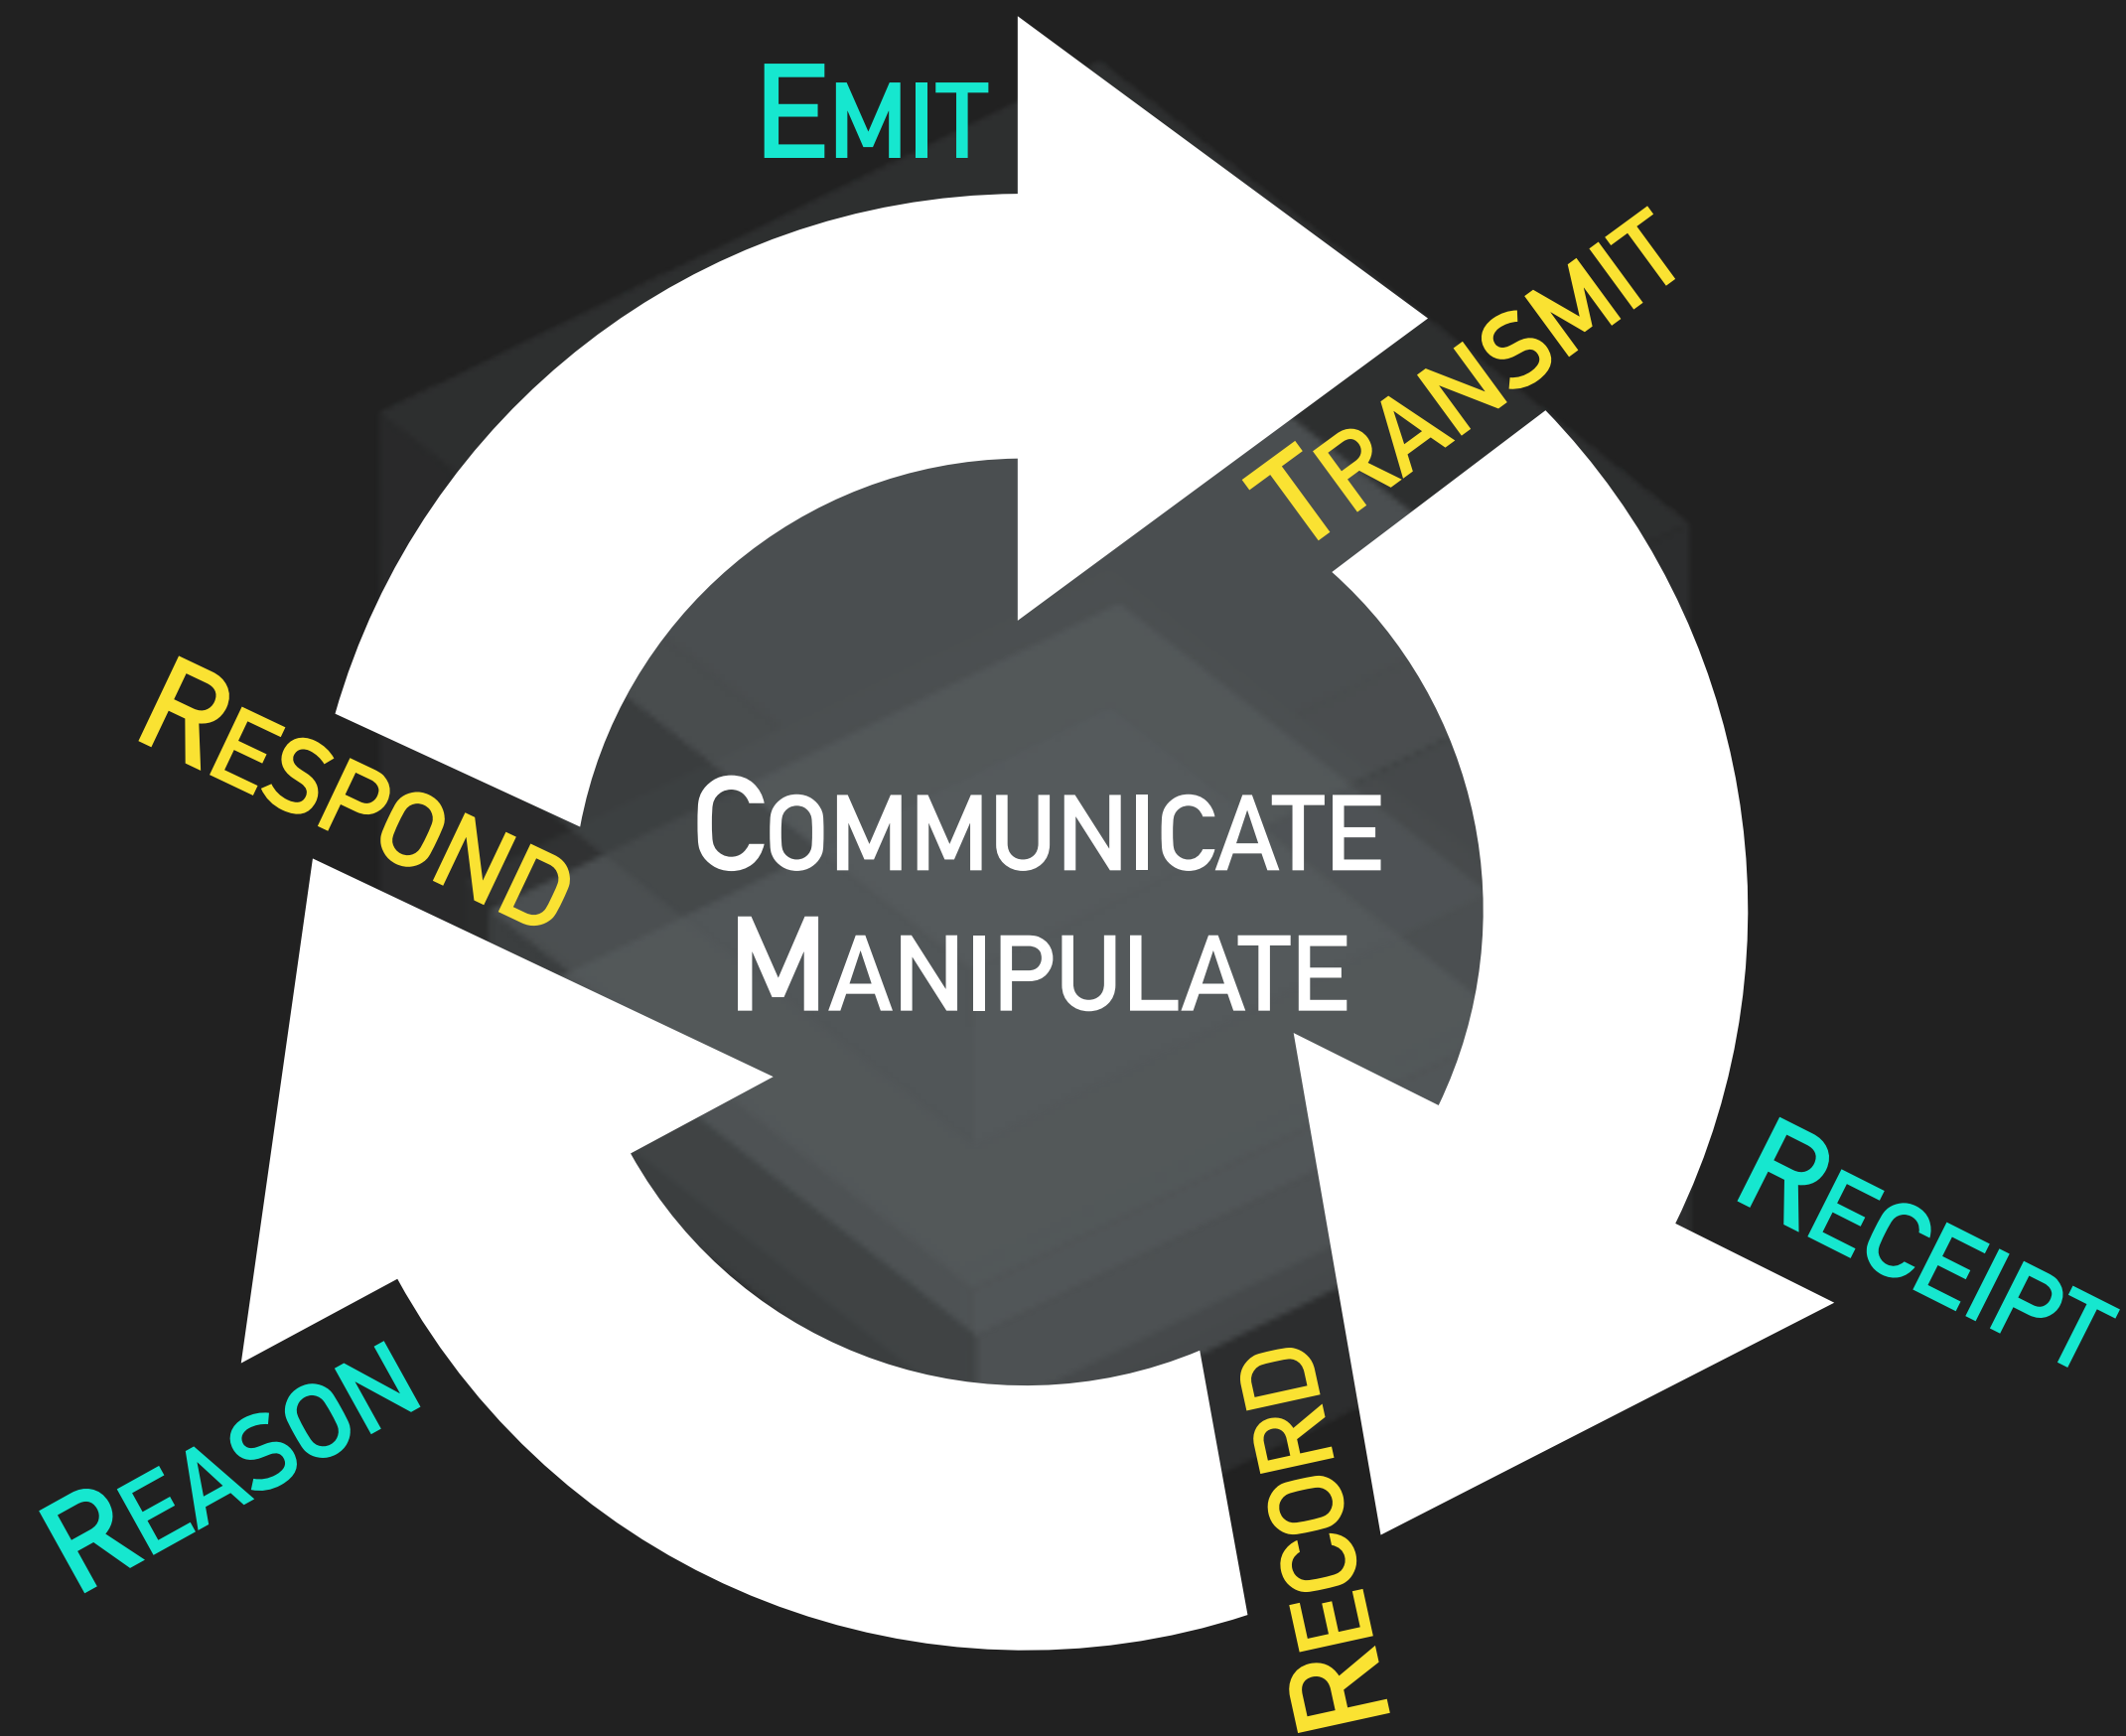 EMIT
TRANSMIT
RECEIPT
RECORD
REASON
RESPOND
COMMUNICATE
MANIPULATE